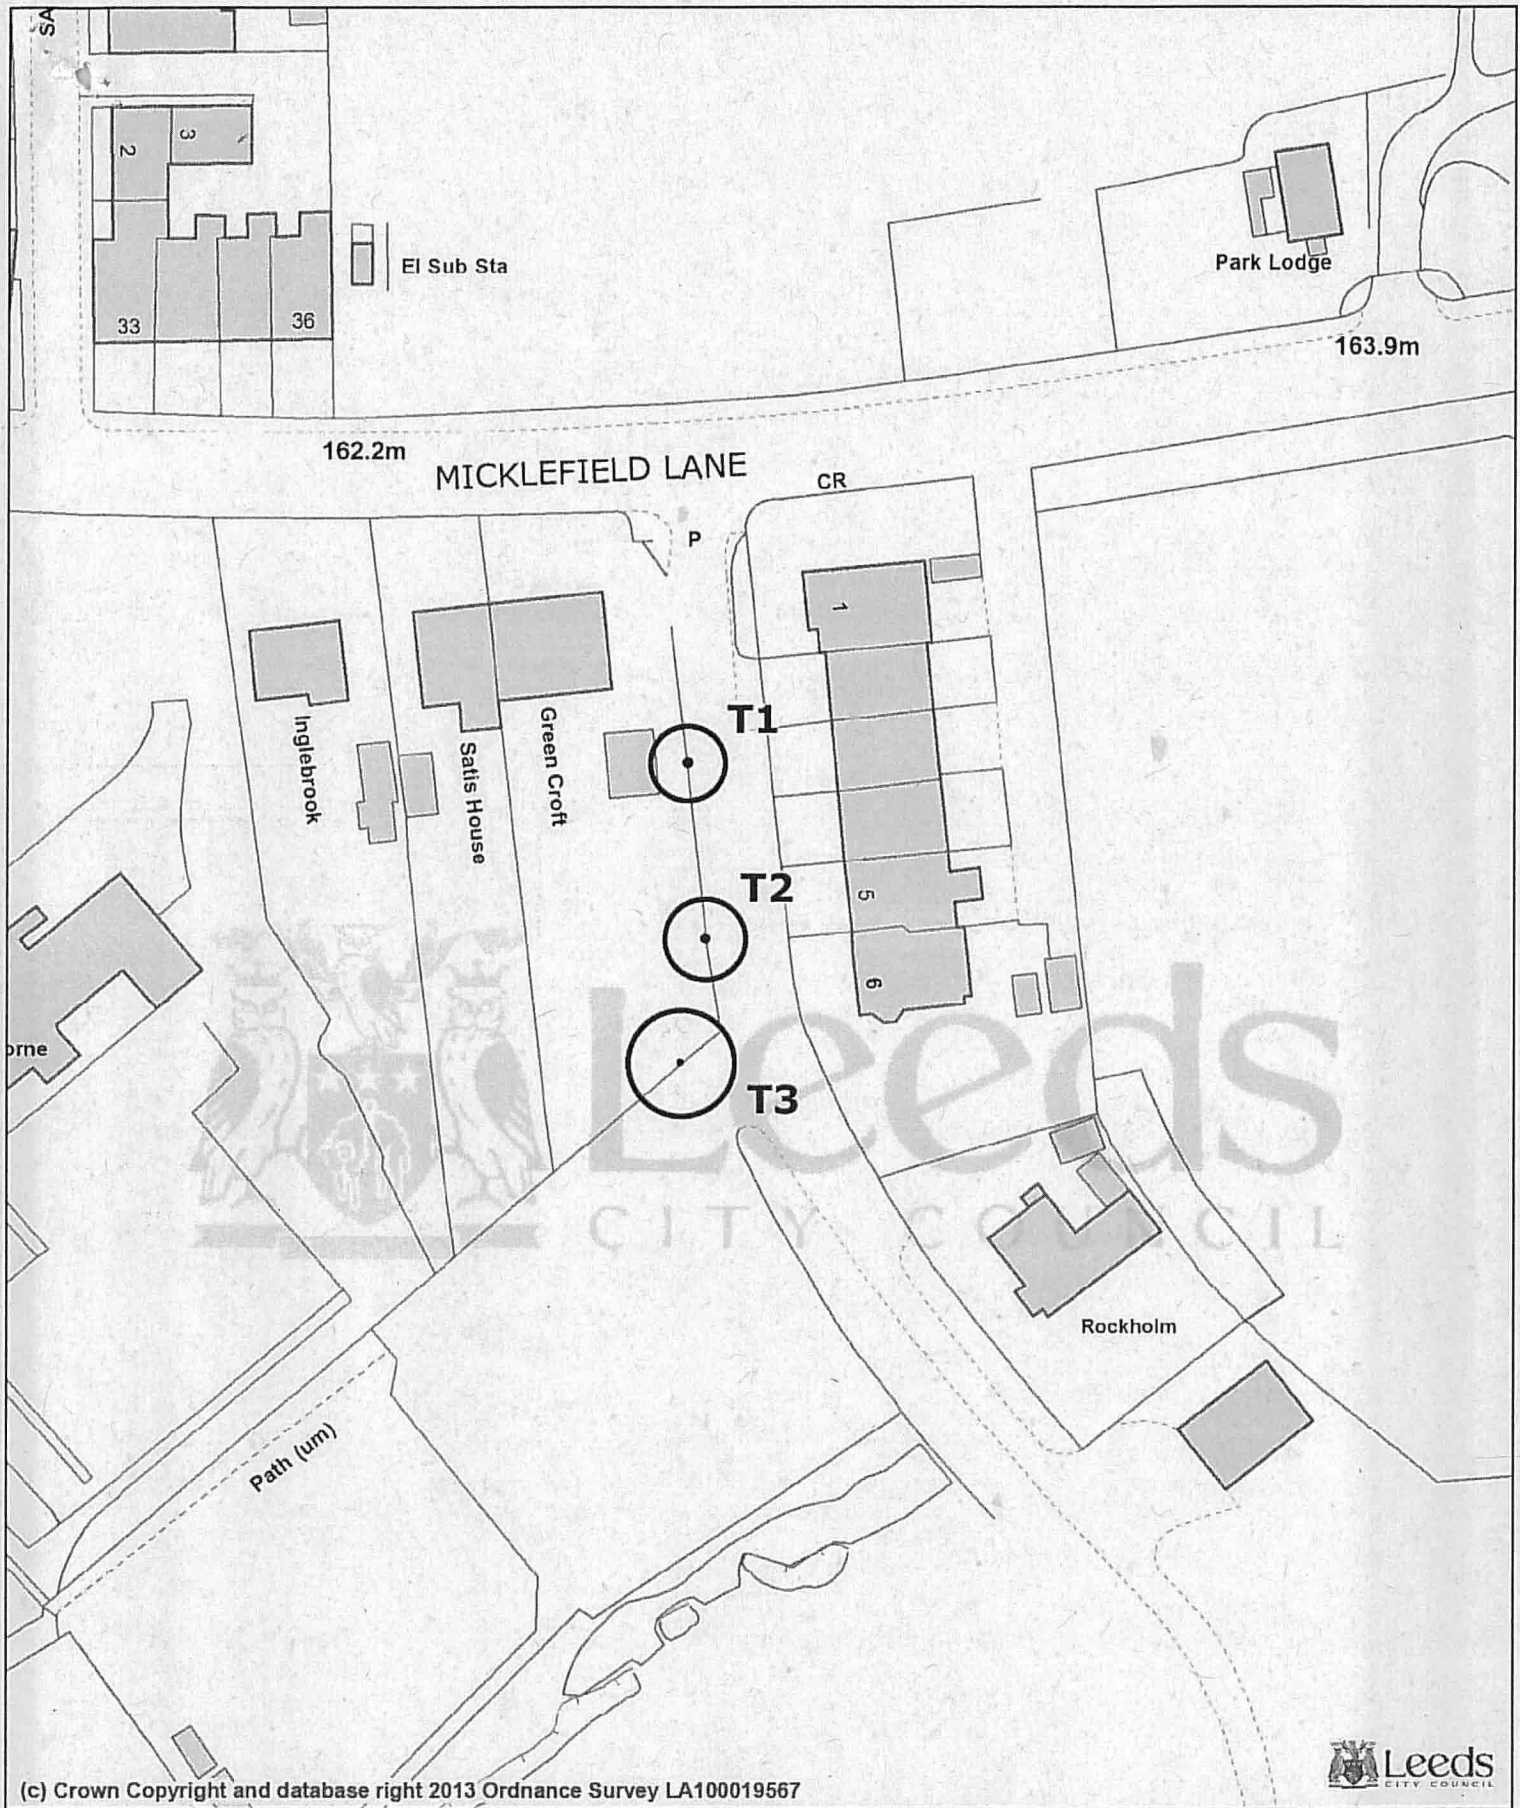 SA
2
3
El Sub Sta
33
36
Park Lodge
163.9m
162.2m
MICKLEFIELD LANE
CR
P
1
T1
Inglebrook
Satis House
Green Croft
T2
5
6
orne
T3
Leeds
CITY COUNCIL
Rockholm
Path (um)
Leeds
CITY COUNCIL
(c) Crown Copyright and database right 2013 Ordnance Survey LA100019567